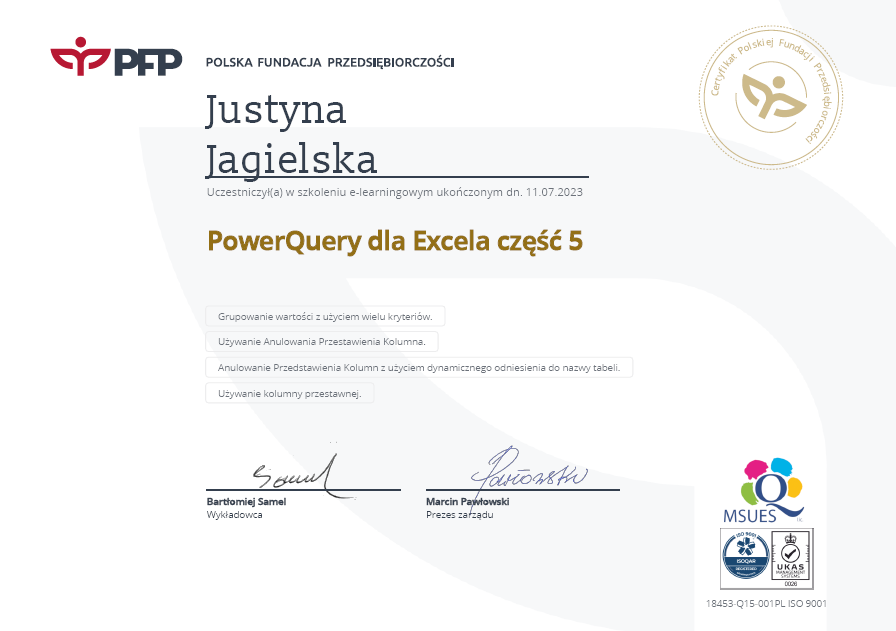 PFP
POLSKA FUNDACJA PRZEDSIĘBIORCZOŚCI
Certyfikat Polskiej Fundacji Przedsiębiorczości
Justyna
Jagielska
Uczestniczył(a) w szkoleniu e-learningowym ukończonym dn. 11.07.2023
PowerQuery dla Excela część 5
Grupowanie wartości z użyciem wielu kryteriów.
Używanie Anulowania Przestawienia Kolumna.
Anulowanie Przedstawienia Kolumn z użyciem dynamicznego odniesienia do nazwy tabeli.
Używanie kolumny przestawnej.
Bartłomiej Samel
Wykładowca
Marcin Pawłowski
Prezes zarządu
Q
MSUES
ISO 9001
ISOQAR
REGISTERED
UKAS
MANAGEMENT
SYSTEMS
0026
18453-Q15-001PL ISO 9001